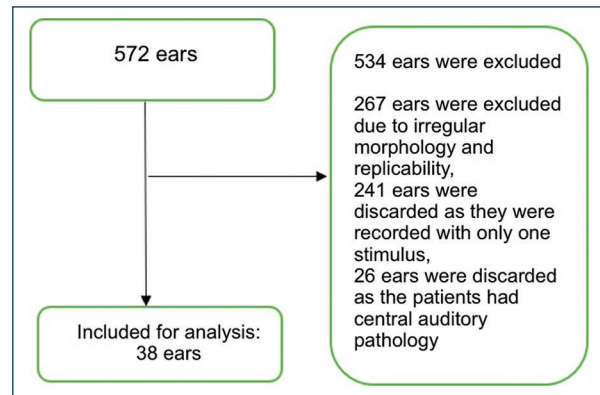 572 ears
534 ears were excluded
267 ears were excluded
due to irregular
morphology and
replicability,
241 ears were
discarded as they were
recorded with only one
stimulus,
26 ears were discarded
as the patients had
central auditory
pathology
Included for analysis:
38 ears